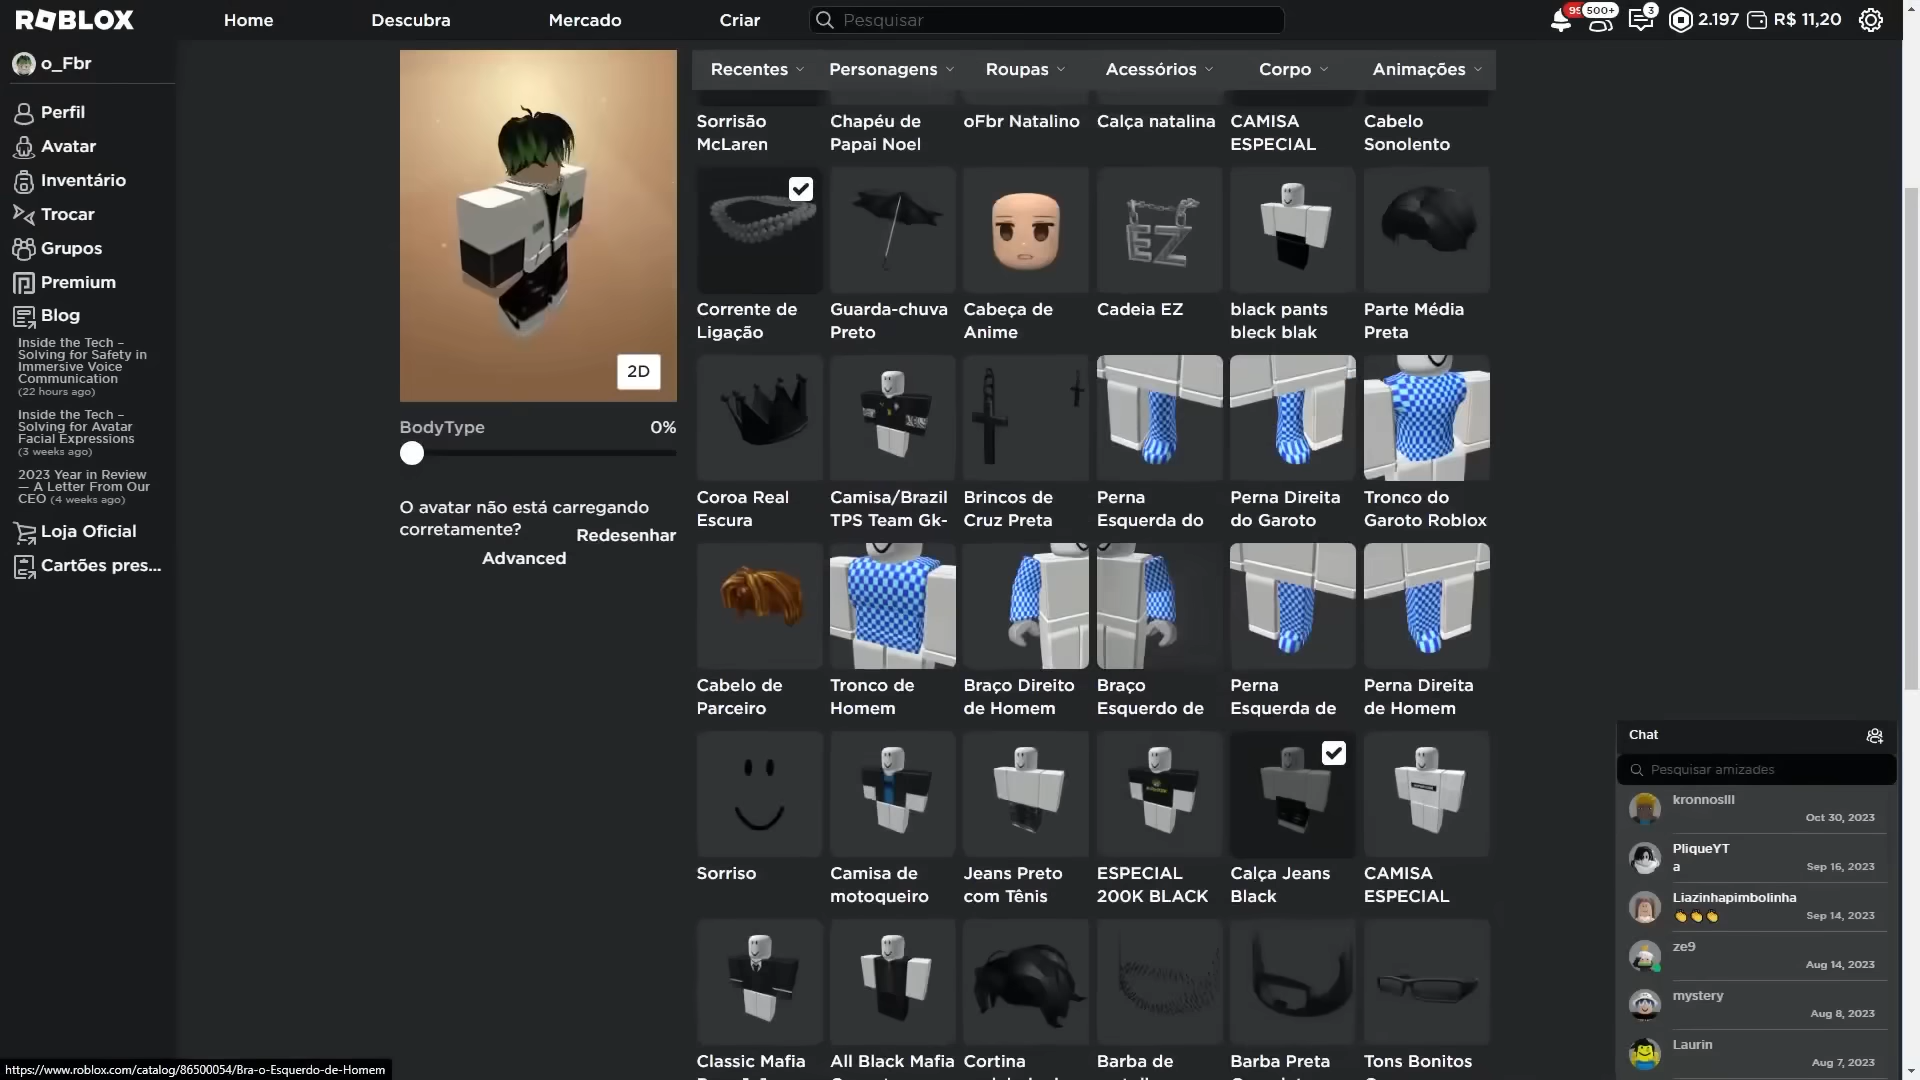 ROBLOX
Home
Descubra
Mercado
Criar
Pesquisar
500+
3
2.197
R$ 11,20
o_Fbr
Perfil
Avatar
Inventário
Trocar
Grupos
Premium
Blog
Inside the Tech –
Solving for Safety in
Immersive Voice
Communication
(22 hours ago)
Inside the Tech –
Solving for Avatar
Facial Expressions
(3 weeks ago)
2023 Year in Review
— A Letter From Our
CEO (4 weeks ago)
Loja Oficial
Cartões pres...
2D
BodyType
0%
O avatar não está carregando
corretamente?
Redesenhar
Advanced
Recentes
Personagens
Roupas
Acessórios
Corpo
Animações
Sorrisão
McLaren
Chapéu de
Papai Noel
oFbr Natalino
Calça natalina
CAMISA
ESPECIAL
Cabelo
Sonolento
EZ
Corrente de
Ligação
Guarda-chuva
Preto
Cabeça de
Anime
Cadeia EZ
black pants
bleck blak
Parte Média
Preta
Coroa Real
Escura
Camisa/Brazil
TPS Team Gk-
Brincos de
Cruz Preta
Perna
Esquerda do
Perna Direita
do Garoto
Tronco do
Garoto Roblox
Cabelo de
Parceiro
Tronco de
Homem
Braço Direito
de Homem
Braço
Esquerdo de
Perna
Esquerda de
Perna Direita
de Homem
Sorriso
Camisa de
motoqueiro
Jeans Preto
com Tênis
ESPECIAL
200K BLACK
Calça Jeans
Black
CAMISA
ESPECIAL
Classic Mafia
All Black Mafia
Cortina
Barba de
Barba Preta
Tons Bonitos
Chat
Pesquisar amizades
kronnoslll
Oct 30, 2023
PliqueYT
a
Sep 16, 2023
Liazinhapimbolinha
Sep 14, 2023
ze9
Aug 14, 2023
mystery
Aug 8, 2023
Laurin
Aug 7, 2023
https://www.roblox.com/catalog/86500054/Bra-o-Esquerdo-de-Homem